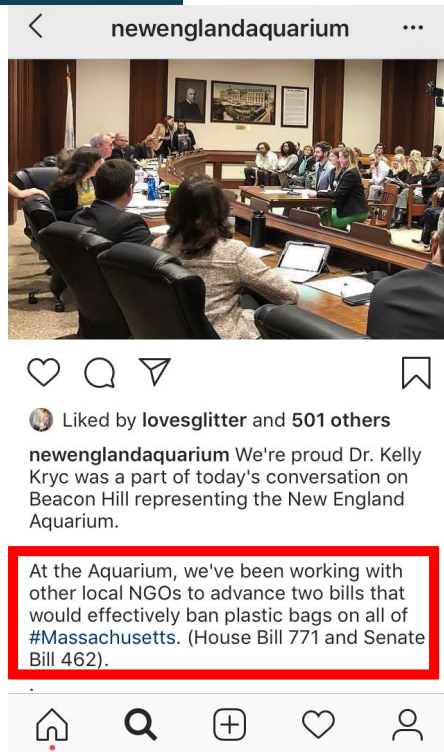 newenglandaquarium
Liked by lovesglitter and 501 others
newenglandaquarium We're proud Dr. Kelly
Kryc was a part of today's conversation on
Beacon Hill representing the New England
Aquarium.
At the Aquarium, we've been working with
other local NGOs to advance two bills that
would effectively ban plastic bags on all of
#Massachusetts. (House Bill 771 and Senate
Bill 462).
.